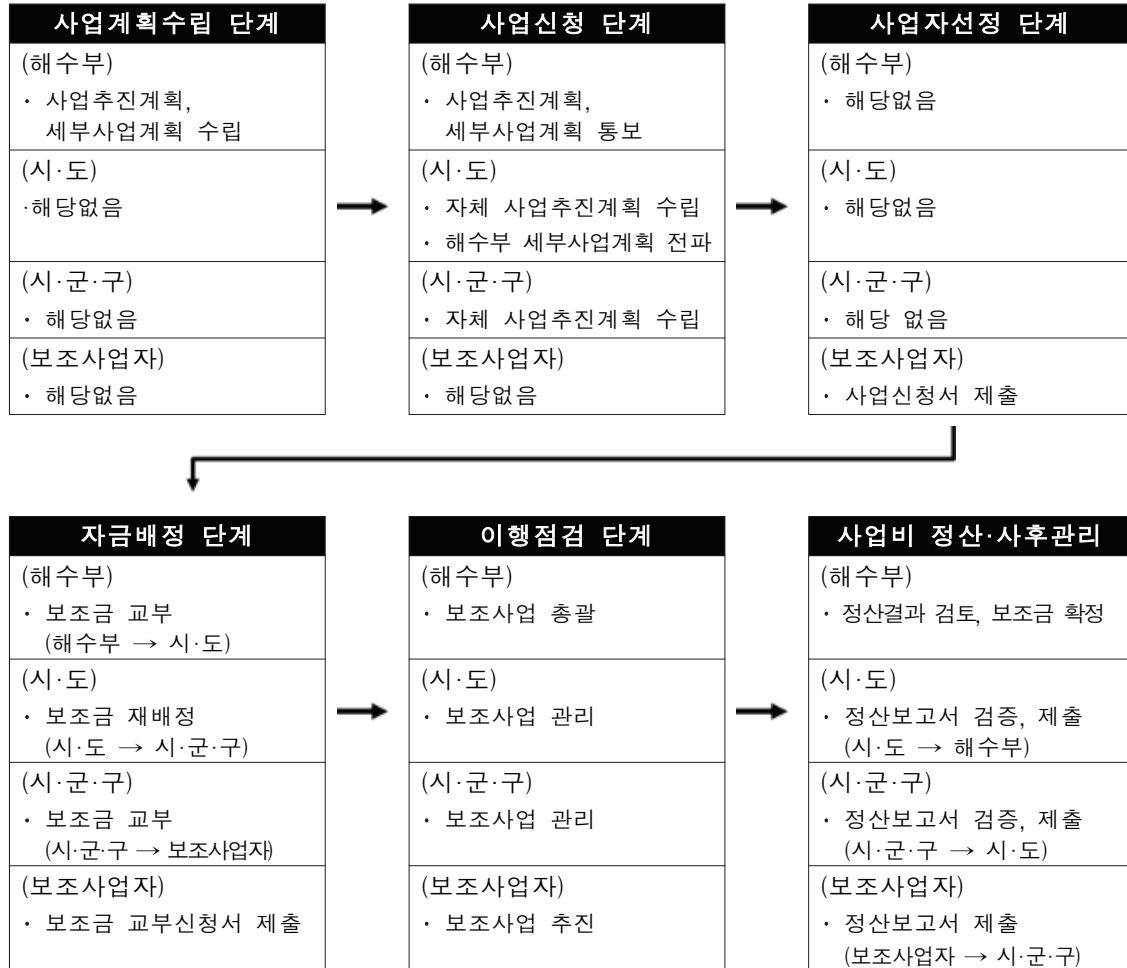 사업계획수립 단계
(해수부)
· 사업추진계획,
세부사업계획 수립
(시·도)
·해당없음
(시·군·구)
· 해당없음
(보조사업자)
· 해당없음
사업신청 단계
(해수부)
· 사업추진계획,
세부사업계획 통보
(시·도)
· 자체 사업추진계획 수립
· 해수부 세부사업계획 전파
(시·군·구)
· 자체 사업추진계획 수립
(보조사업자)
· 해당없음
사업자선정 단계
(해수부)
· 해당없음
(시·도)
· 해당없음
(시·군·구)
· 해당 없음
(보조사업자)
· 사업신청서 제출
자금배정 단계
(해수부)
· 보조금 교부
(해수부 → 시·도)
(시·도)
· 보조금 재배정
(시·도 → 시·군·구)
(시·군·구)
· 보조금 교부
(시·군·구 → 보조사업자)
(보조사업자)
· 보조금 교부신청서 제출
이행점검 단계
(해수부)
· 보조사업 총괄
(시·도)
· 보조사업 관리
(시·군·구)
· 보조사업 관리
(보조사업자)
· 보조사업 추진
사업비 정산·사후관리
(해수부)
· 정산결과 검토, 보조금 확정
(시·도)
· 정산보고서 검증, 제출
(시·도 → 해수부)
(시·군·구)
· 정산보고서 검증, 제출
(시·군·구 → 시·도)
(보조사업자)
· 정산보고서 제출
(보조사업자 → 시·군·구)